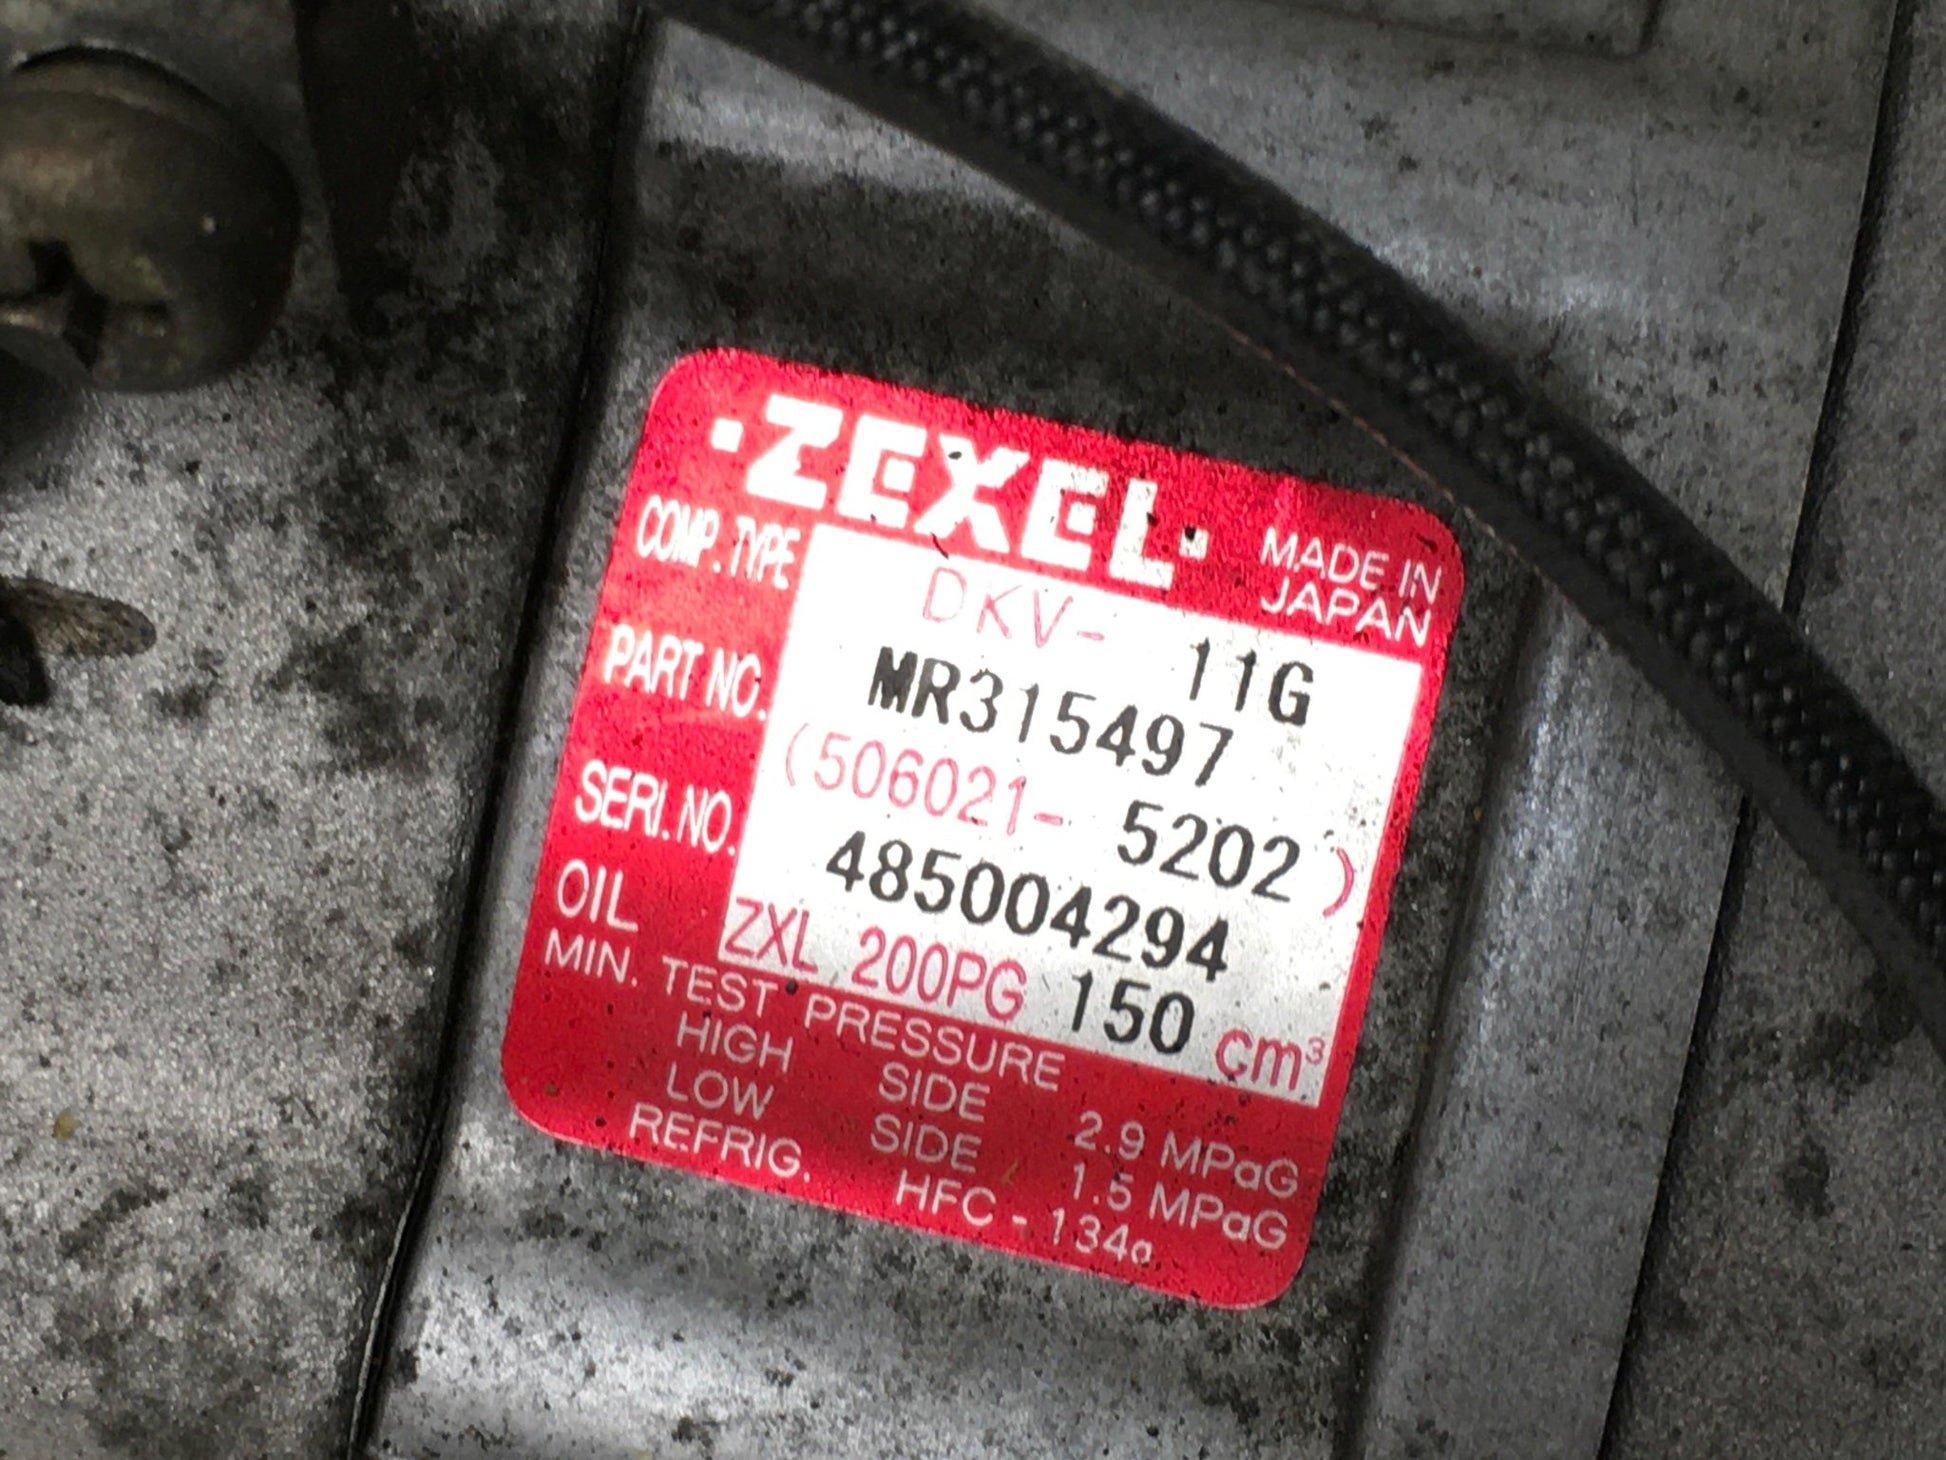 ·ZEXEL·
MADE IN
JAPAN
COMP. TYPE DKV- 11G
PART NO. MR315497
(506021- 5202)
SERI. NO. 485004294
OIL ZXL 200PG 150 cm³
MIN. TEST PRESSURE
HIGH SIDE 2.9 MPaG
LOW SIDE 1.5 MPaG
REFRIG. HFC - 134a